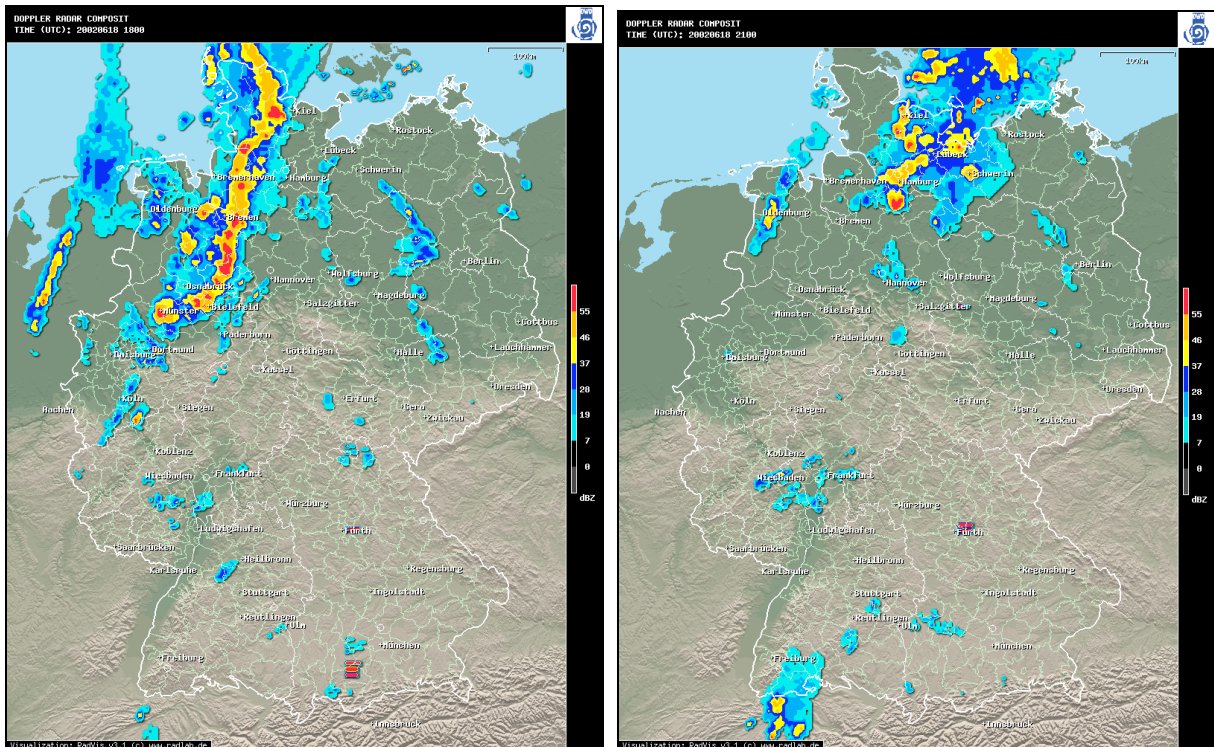 DOPPLER RADAR COMPOSIT
TIME (UTC): 20020618 1800
DWD
100km
Kiel
Rostock
Lübeck
Schwerin
Bremerhaven
Hamburg
Oldenburg
Bremen
Berlin
Wolfsburg
Hannover
Osnabrück
Magdeburg
Salzgitter
Bielefeld
Münster
Cottbus
Paderborn
Dortmund
Duisburg
Göttingen
Halle
Lauchhammer
Kassel
Dresden
Köln
Erfurt
Aachen
Siegen
Gera
Zwickau
Koblenz
Wiesbaden
Frankfurt
Würzburg
Ludwigshafen
Fürth
Saarbrücken
Heilbronn
Karlsruhe
Regensburg
Stuttgart
Ingolstadt
Reutlingen
Ulm
München
Freiburg
Innsbruck
55
46
37
28
19
7
0
dBZ
Visualization: RadVis v3.1 (c) www.radlab.de
DOPPLER RADAR COMPOSIT
TIME (UTC): 20020618 2100
DWD
100km
Kiel
Rostock
Lübeck
Schwerin
Bremerhaven
Hamburg
Oldenburg
Bremen
Berlin
Wolfsburg
Hannover
Osnabrück
Magdeburg
Salzgitter
Bielefeld
Münster
Cottbus
Paderborn
Dortmund
Duisburg
Göttingen
Halle
Lauchhammer
Kassel
Dresden
Köln
Erfurt
Aachen
Siegen
Gera
Zwickau
Koblenz
Wiesbaden
Frankfurt
Würzburg
Ludwigshafen
Fürth
Saarbrücken
Heilbronn
Karlsruhe
Regensburg
Stuttgart
Ingolstadt
Reutlingen
Ulm
München
Freiburg
Innsbruck
55
46
37
28
19
7
0
dBZ
Visualization: RadVis v3.1 (c) www.radlab.de